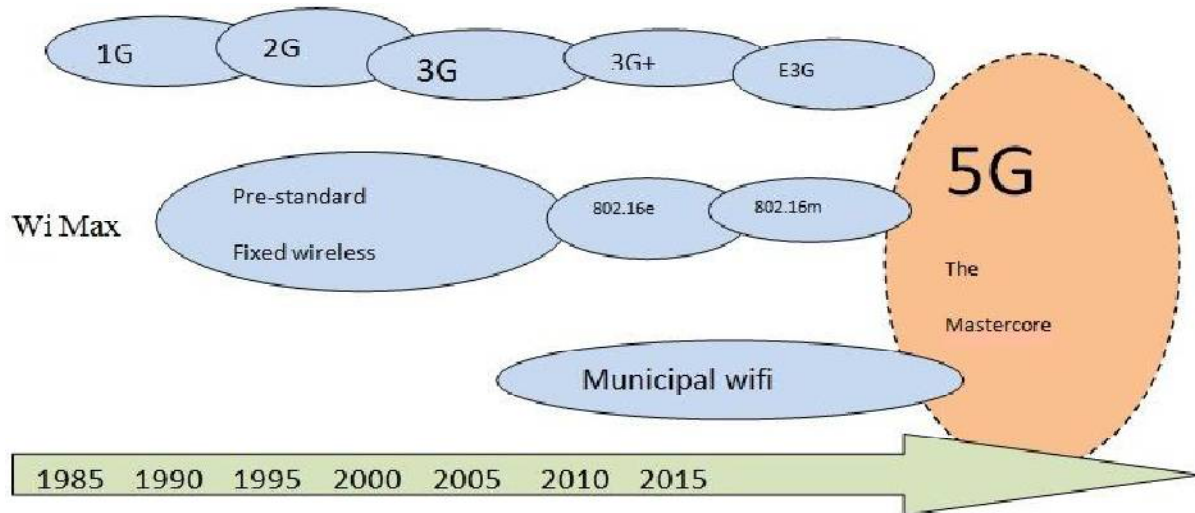 1G
2G
3G
3G+
E3G
5G
The
Mastercore
Wi Max
Pre-standard
Fixed wireless
802.16e
802.16m
Municipal wifi
1985 1990 1995 2000 2005 2010 2015